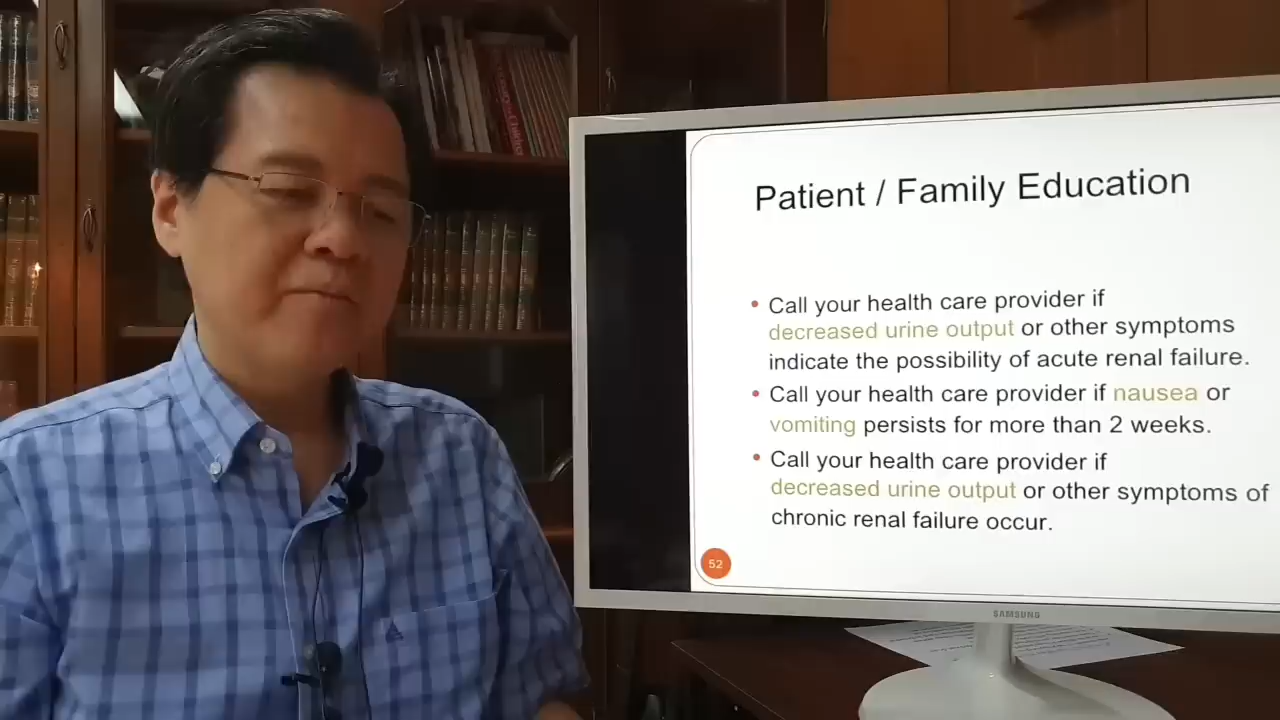 Patient / Family Education
• Call your health care provider if
decreased urine output or other symptoms
indicate the possibility of acute renal failure.
• Call your health care provider if nausea or
vomiting persists for more than 2 weeks.
• Call your health care provider if
decreased urine output or other symptoms of
chronic renal failure occur.
52
SAMSUNG